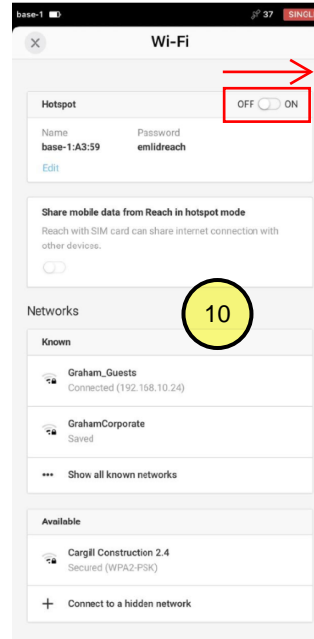 base-1 37 SINGL
Wi-Fi
Hotspot OFF ON
Name Password
base-1:A3:59 emlidreach
Edit
Share mobile data from Reach in hotspot mode
Reach with SIM card can share internet connection with
other devices.
Networks
10
Known
Graham_Guests
Connected (192.168.10.24)
GrahamCorporate
Saved
Show all known networks
Available
Cargill Construction 2.4
Secured (WPA2-PSK)
Connect to a hidden network